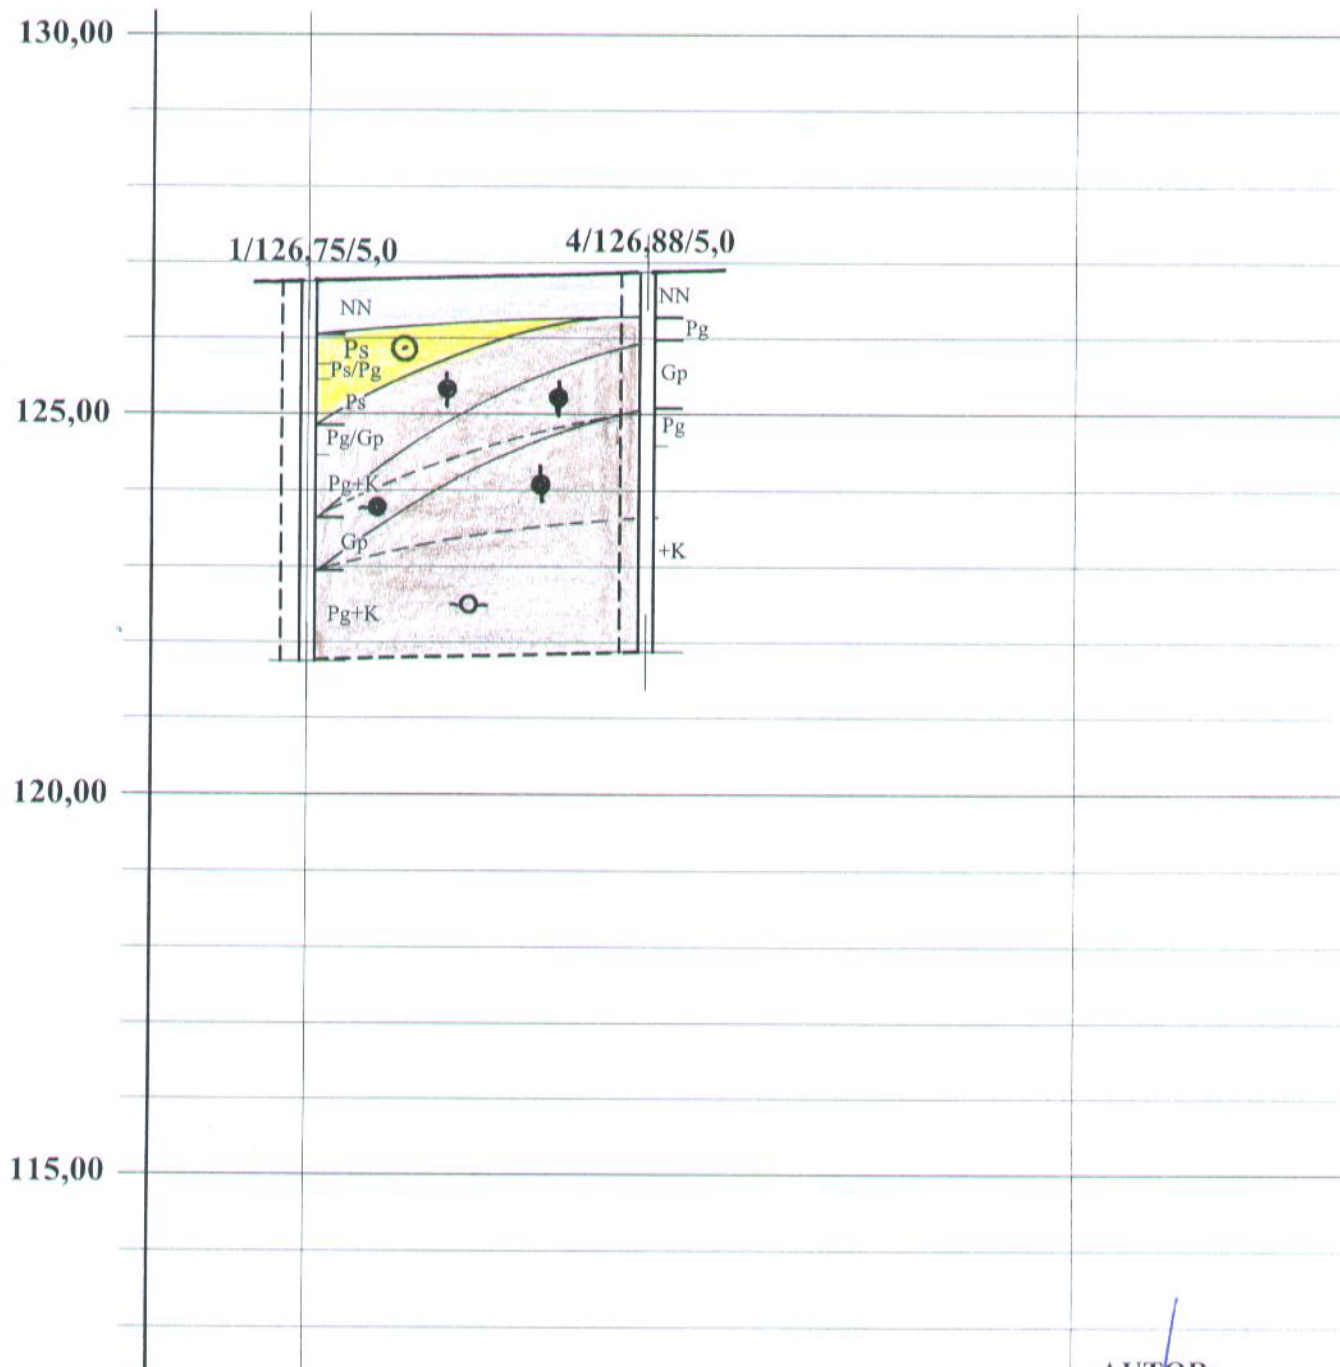 130,00
1/126,75/5,0
4/126,88/5,0
NN
NN
Pg
Ps
Ps/Pg
Gp
Ps
125,00
Pg
Pg/Gp
Pg+K
Gp
+K
Pg+K
120,00
115,00
AUTOR